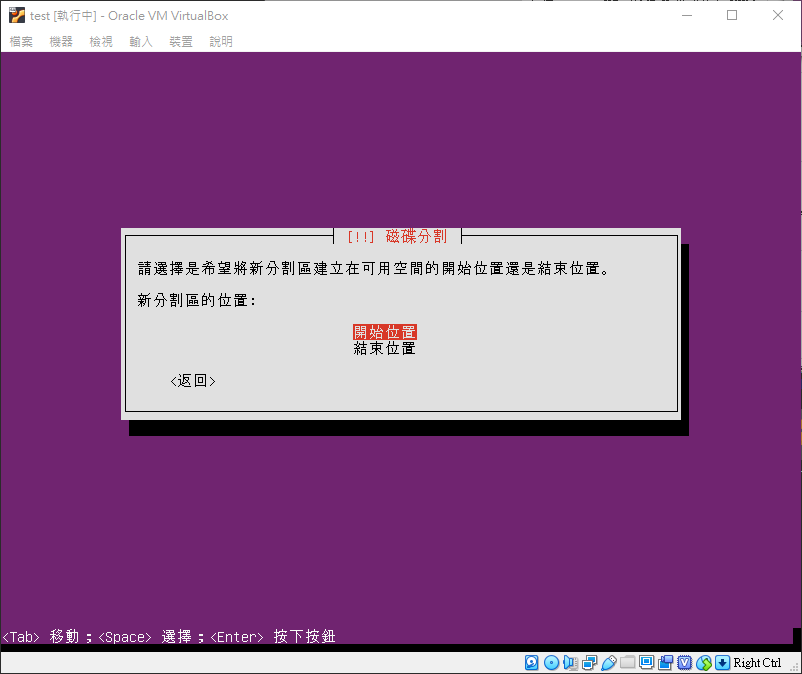 test [執行中] - Oracle VM VirtualBox
檔案 機器 檢視 輸入 裝置 說明
[!!] 磁碟分割
請選擇是希望將新分割區建立在可用空間的開始位置還是結束位置。
新分割區的位置:
開始位置
結束位置
<返回>
<Tab> 移動；<Space> 選擇；<Enter> 按下按鈕
Right Ctrl